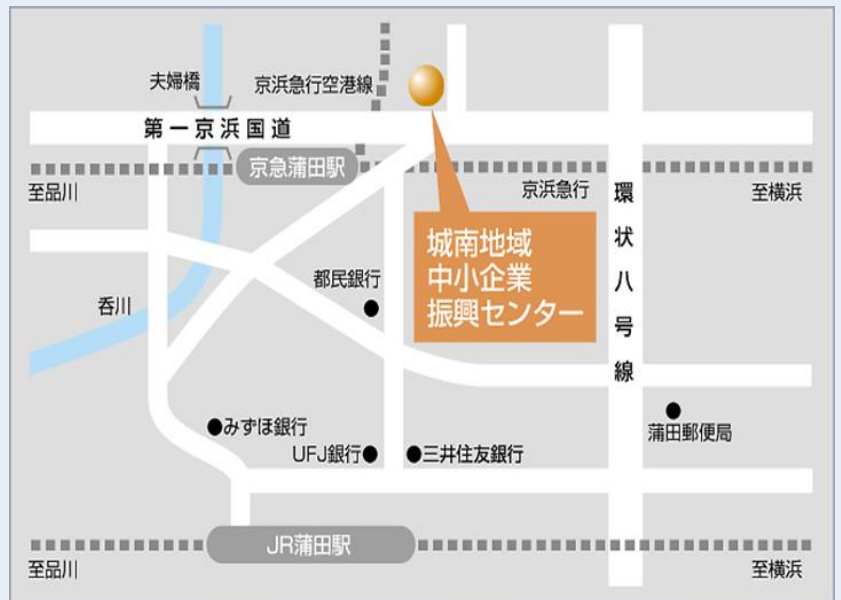 夫婦橋
京浜急行空港線
第一京浜国道
京急蒲田駅
至品川
京浜急行
至横浜
環状八号線
城南地域
中小企業
振興センター
都民銀行
呑川
みずほ銀行
蒲田郵便局
UFJ銀行
三井住友銀行
JR蒲田駅
至品川
至横浜